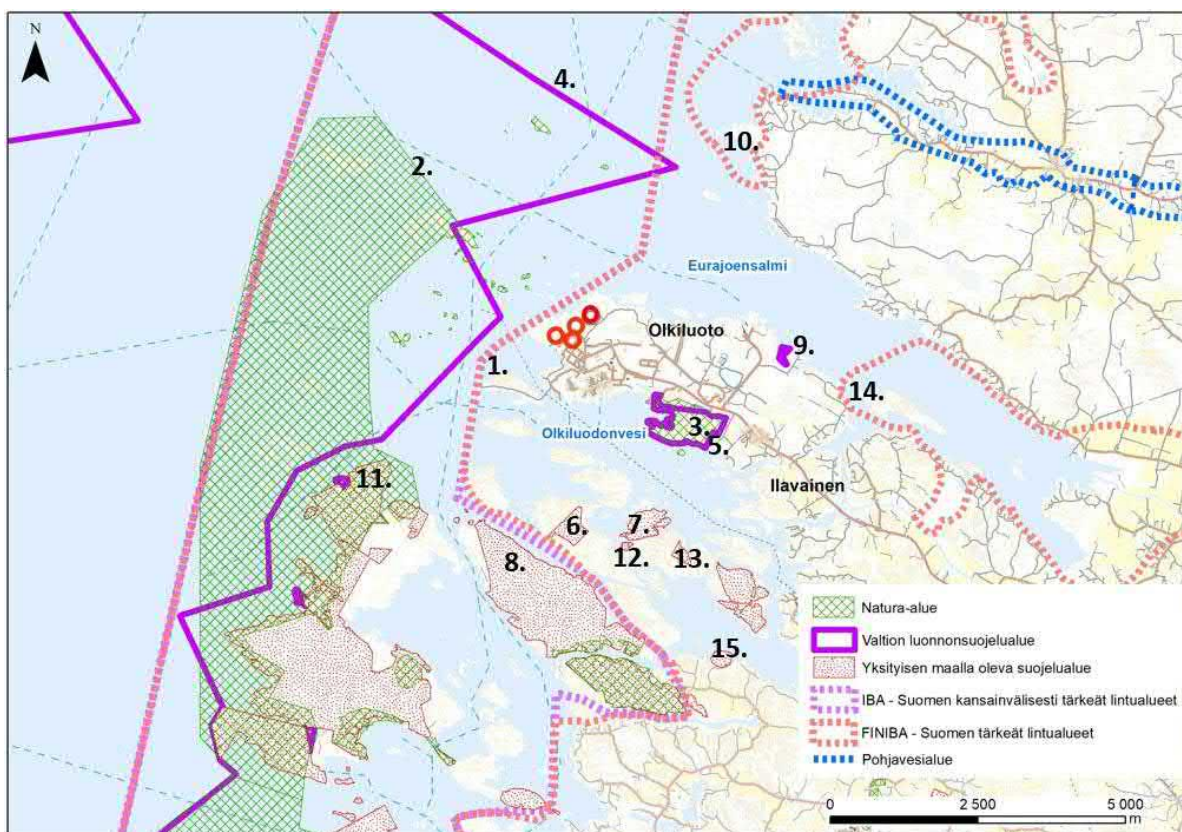 N
4.
2.
10.
Eurajoensalmi
Olkiluoto
9.
1.
14.
3.
Olkiluodonvesi
5.
Ilavainen
11.
6.
7.
8.
12.
13.
15.
Natura-alue
Valtion luonnonsuojelualue
Yksityisen maalla oleva suojelualue
IBA - Suomen kansainvälisesti tärkeät lintualueet
FINIBA - Suomen tärkeät lintualueet
Pohjavesialue
0 2 500 5 000
m